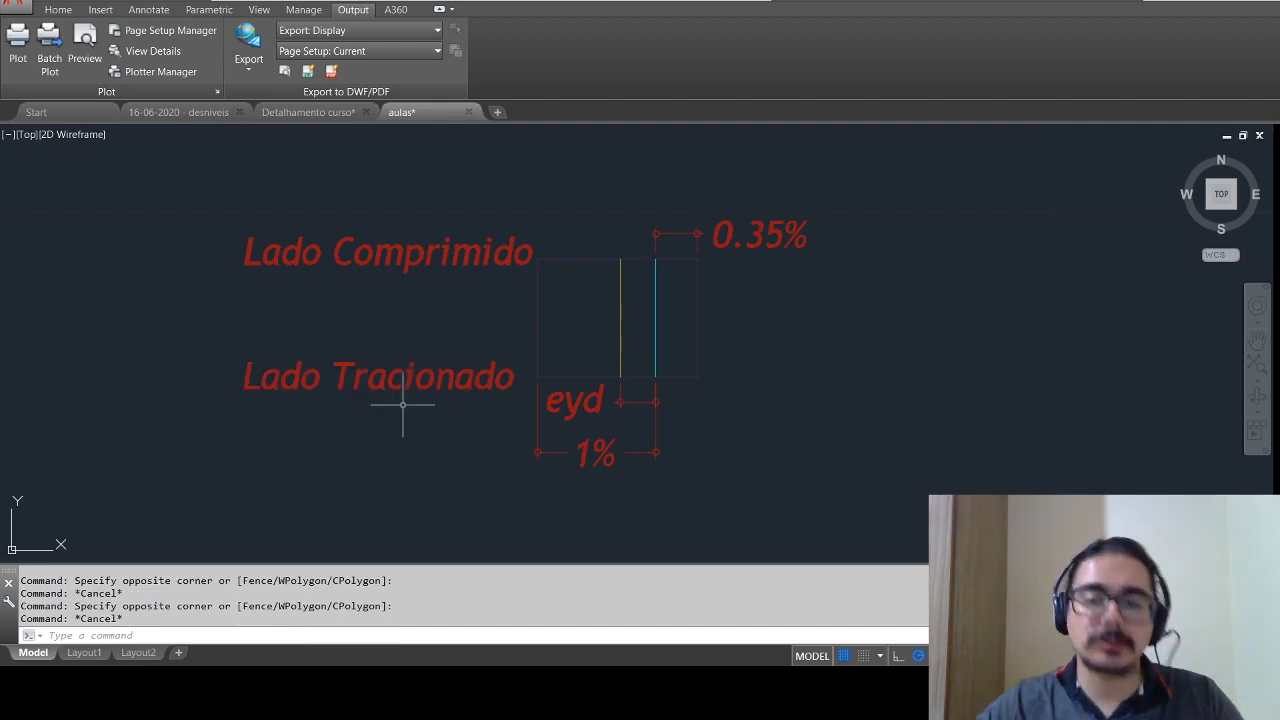 Home Insert Annotate Parametric View Manage Output A360
Plot
Batch Plot
Preview
Page Setup Manager
View Details
Plotter Manager
Export
Export: Display
Page Setup: Current
Plot
Export to DWF/PDF
Start 16-06-2020 - desniveis Detalhamento curso* aulas*
[−][Top][2D Wireframe]
N
W TOP E
S
WCS
0.35%
Lado Comprimido
Lado Tracionado
eyd
1%
Y
X
Command: Specify opposite corner or [Fence/WPolygon/CPolygon]:
Command: *Cancel*
Command: Specify opposite corner or [Fence/WPolygon/CPolygon]:
Command: *Cancel*
Type a command
Model Layout1 Layout2 +
MODEL